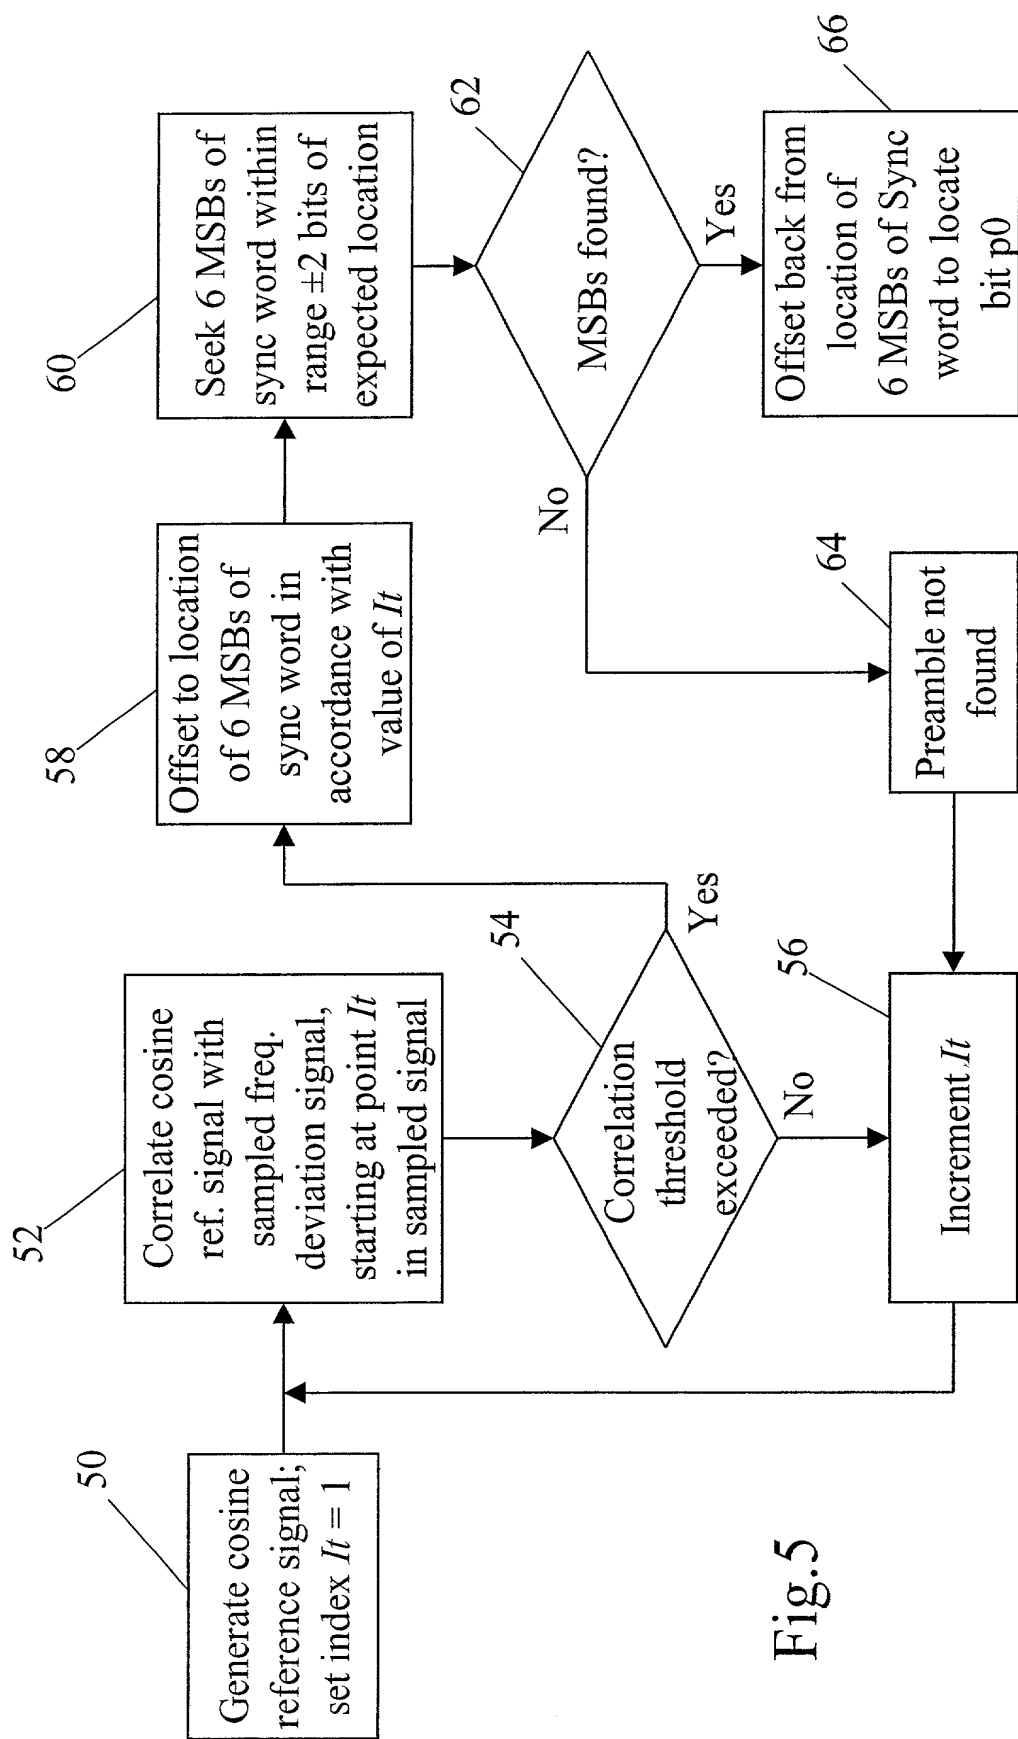 50
Generate cosine
reference signal;
set index It = 1
52
Correlate cosine
ref. signal with
sampled freq.
deviation signal,
starting at point It
in sampled signal
54
Correlation
threshold
exceeded?
Yes
No
56
Increment It
58
Offset to location
of 6 MSBs of
sync word in
accordance with
value of It
60
Seek 6 MSBs of
sync word within
range ±2 bits of
expected location
62
MSBs found?
No
Yes
64
Preamble not
found
66
Offset back from
location of
6 MSBs of Sync
word to locate
bit p0
Fig.5